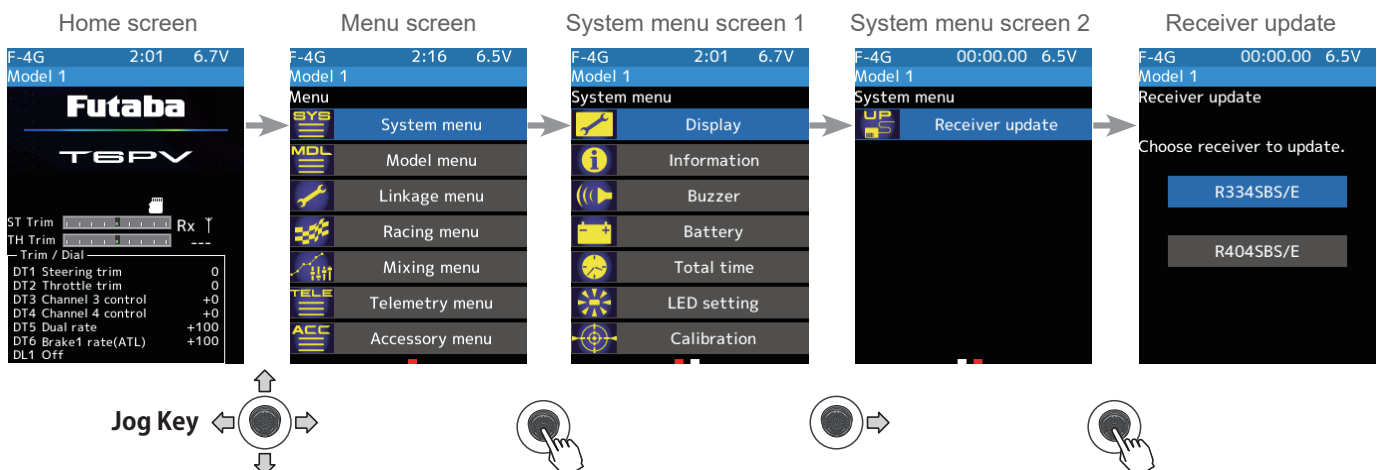 Home screen
Menu screen
System menu screen 1
System menu screen 2
Receiver update
F-4G 2:01 6.7V
Model 1
Futaba
T6PV
ST Trim
Rx
TH Trim
---
Trim / Dial
DT1 Steering trim 0
DT2 Throttle trim 0
DT3 Channel 3 control +0
DT4 Channel 4 control +0
DT5 Dual rate +100
DT6 Brake1 rate(ATL) +100
DL1 Off
F-4G 2:16 6.5V
Model 1
Menu
SYS System menu
MDL Model menu
Linkage menu
Racing menu
Mixing menu
TELE Telemetry menu
ACC Accessory menu
F-4G 2:01 6.7V
Model 1
System menu
Display
Information
Buzzer
Battery
Total time
LED setting
Calibration
F-4G 00:00.00 6.5V
Model 1
System menu
UP Receiver update
F-4G 00:00.00 6.5V
Model 1
Receiver update
Choose receiver to update.
R334SBS/E
R404SBS/E
Jog Key